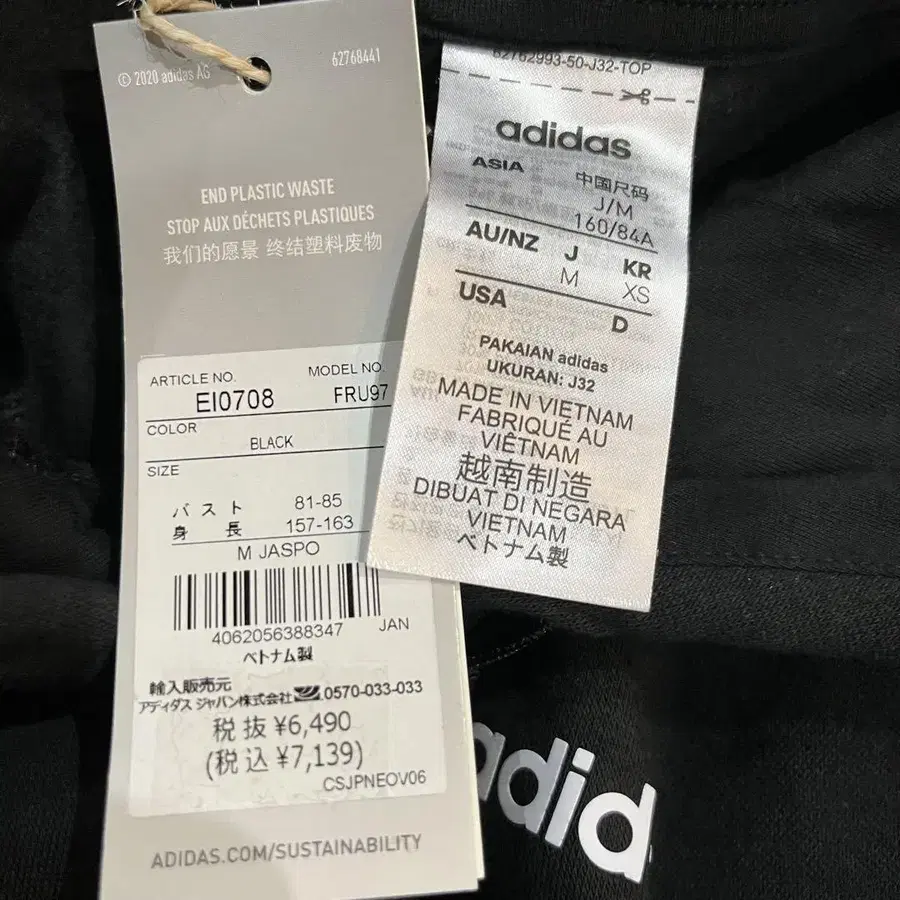 © 2020 adidas AG
62768441
END PLASTIC WASTE
STOP AUX DÉCHETS PLASTIQUES
我们的愿景 终结塑料废物
ARTICLE NO. MODEL NO.
EI0708 FRU97
COLOR
BLACK
SIZE
バスト 81-85
身長 157-163
M JASPO
4062056388347 JAN
ベトナム製
輸入販売元
アディダス ジャパン株式会社 0570-033-033
税抜 ¥6,490
(税込 ¥7,139)
CSJPNEOV06
ADIDAS.COM/SUSTAINABILITY
62762993-50-J32-TOP
adidas
ASIA 中国尺码
J/M
160/84A
AU/NZ J KR
M XS
USA D
PAKAIAN adidas
UKURAN: J32
MADE IN VIETNAM
FABRIQUÉ AU
VIÊTNAM
越南制造
DIBUAT DI NEGARA
VIETNAM
ベトナム製
adid